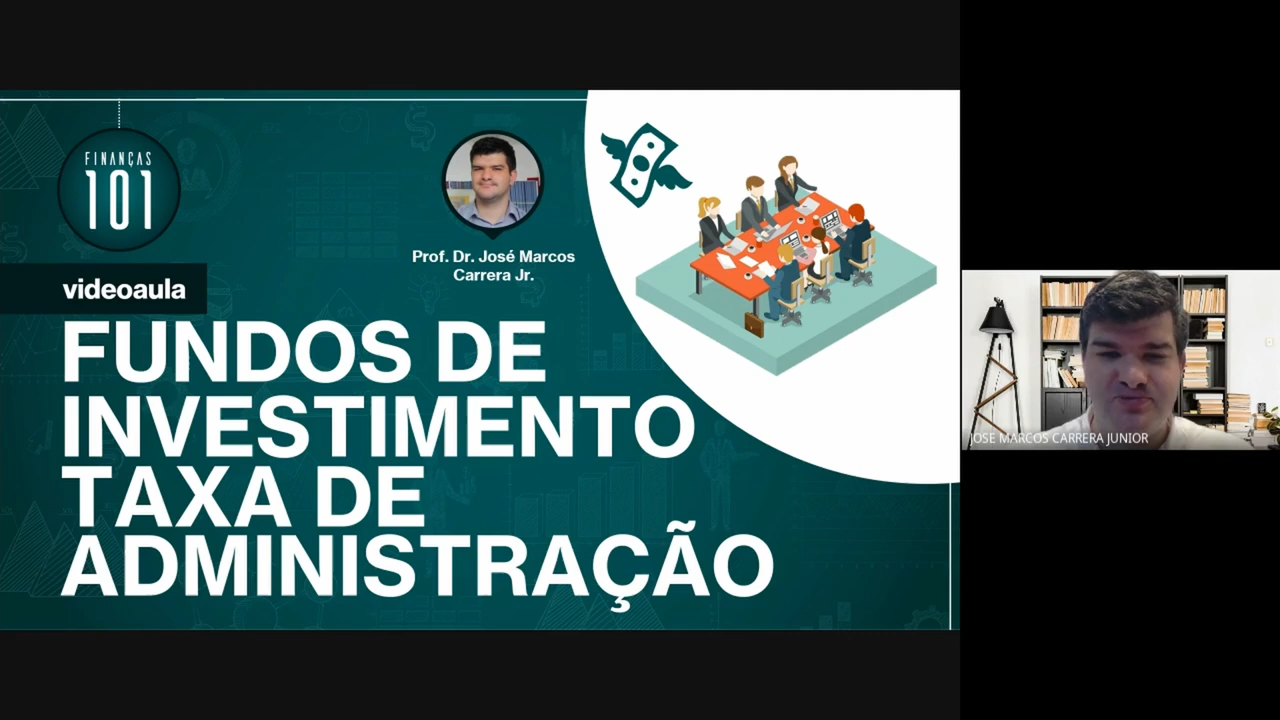 FINANÇAS
101
Prof. Dr. José Marcos
Carrera Jr.
videoaula
FUNDOS DE
INVESTIMENTO
TAXA DE
ADMINISTRAÇÃO
JOSE MARCOS CARRERA JUNIOR